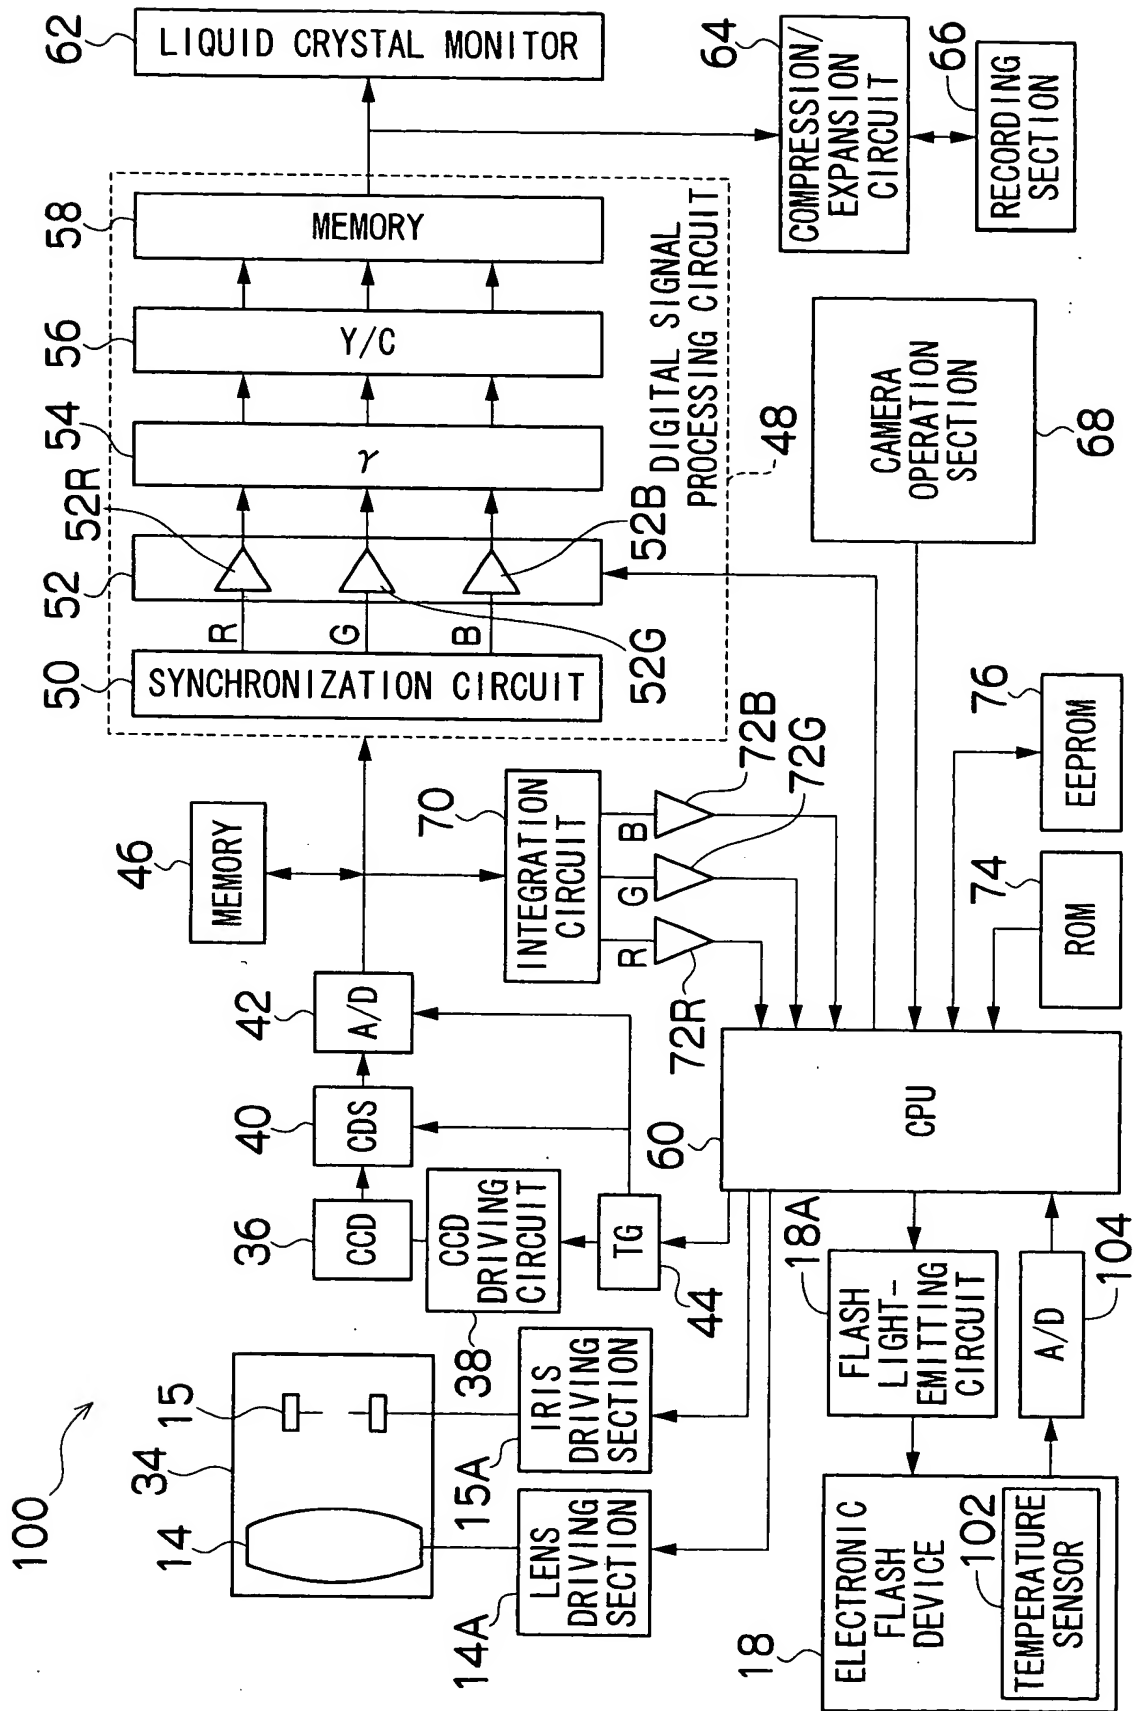 100
34
14
15
14A
LENS
DRIVING
SECTION
15A
IRIS
DRIVING
SECTION
36
CCD
40
CDS
42
A/D
38
CCD
DRIVING
CIRCUIT
44
TG
46
MEMORY
70
INTEGRATION
CIRCUIT
R
G
B
72R
72G
72B
50
SYNCHRONIZATION CIRCUIT
R
G
B
52
52R
52G
52B
54
γ
56
Y/C
58
MEMORY
DIGITAL SIGNAL
PROCESSING CIRCUIT
48
62
LIQUID CRYSTAL MONITOR
64
COMPRESSION/
EXPANSION
CIRCUIT
66
RECORDING
SECTION
68
CAMERA
OPERATION
SECTION
60
CPU
74
ROM
76
EEPROM
18
ELECTRONIC
FLASH
DEVICE
102
TEMPERATURE
SENSOR
18A
FLASH
LIGHT-
EMITTING
CIRCUIT
104
A/D